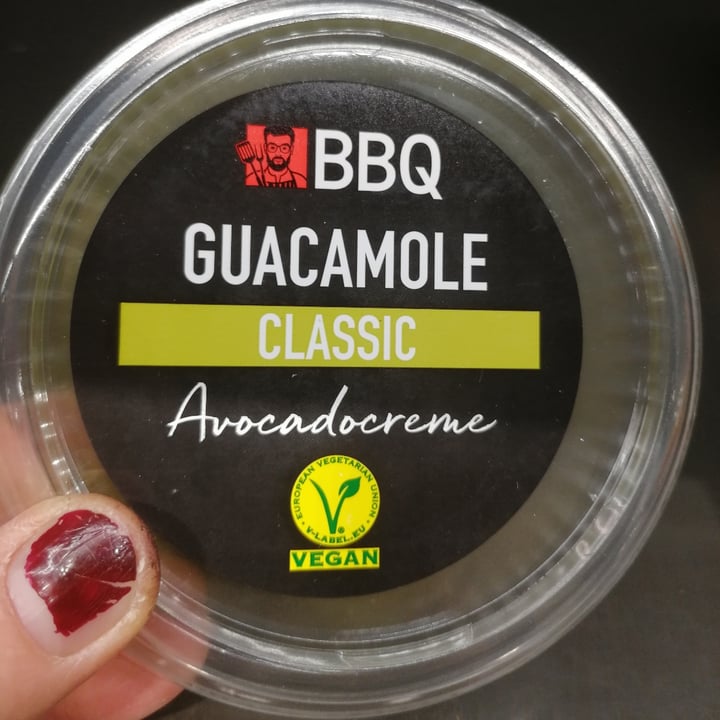 BBQ
GUACAMOLE
CLASSIC
Avocadocreme
EUROPEAN VEGETARIAN UNION
V-LABEL.EU
VEGAN